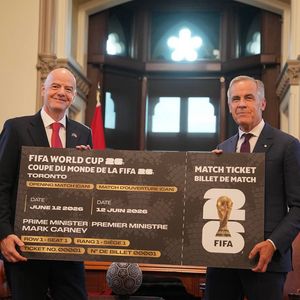 FIFA WORLD CUP 26
COUPE DU MONDE DE LA FIFA 26
TORONTO
OPENING MATCH (CAN) MATCH D'OUVERTURE (CAN)
DATE
JUNE 12 2026
DATE
12 JUIN 2026
PRIME MINISTER
MARK CARNEY
PREMIER MINISTRE
ROW 1 - SEAT 1
RANG 1 - SIÈGE 1
TICKET NO. 00001
Nº DE BILLET 00001
MATCH TICKET
BILLET DE MATCH
26
FIFA